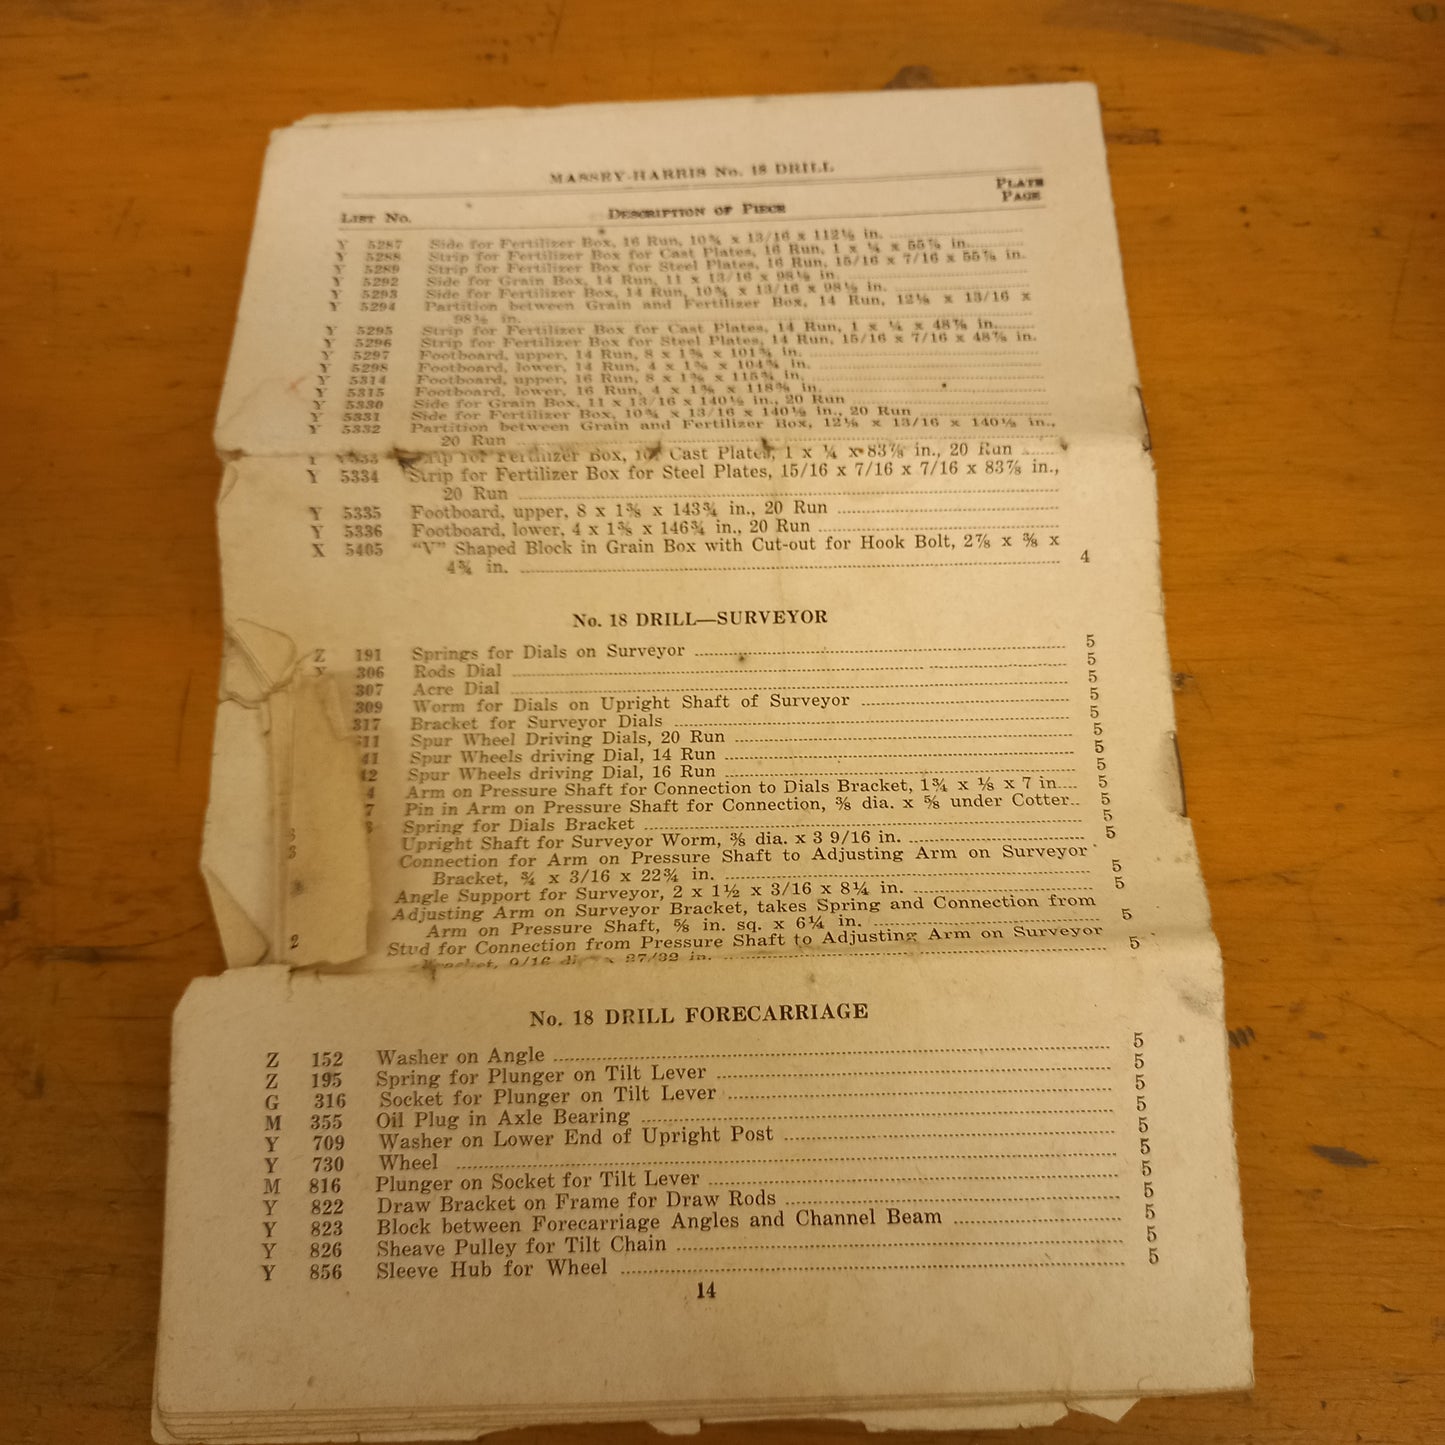 MASSEY-HARRIS No. 18 DRILL
PLATE
LIST No. DESCRIPTION OF PIECE PAGE
Y 5287 Side for Fertilizer Box, 16 Run, 10¾ x 13/16 x 112⅛ in.
Y 5288 Strip for Fertilizer Box for Cast Plates, 16 Run, 1 x ¼ x 55⅞ in.
Y 5289 Strip for Fertilizer Box for Steel Plates, 16 Run, 15/16 x 7/16 x 55⅞ in.
Y 5292 Side for Grain Box, 14 Run, 11 x 13/16 x 98⅛ in.
Y 5293 Side for Fertilizer Box, 14 Run, 10¾ x 13/16 x 98⅛ in.
Y 5294 Partition between Grain and Fertilizer Box, 14 Run, 12⅛ x 13/16 x
98⅛ in.
Y 5295 Strip for Fertilizer Box for Cast Plates, 14 Run, 1 x ¼ x 48⅞ in.
Y 5296 Strip for Fertilizer Box for Steel Plates, 14 Run, 15/16 x 7/16 x 48⅞ in.
Y 5297 Footboard, upper, 14 Run, 8 x 1⅜ x 101¾ in.
Y 5298 Footboard, lower, 14 Run, 4 x 1⅜ x 104¾ in.
Y 5314 Footboard, upper, 16 Run, 8 x 1⅜ x 115¾ in.
Y 5315 Footboard, lower, 16 Run, 4 x 1⅜ x 118¾ in.
Y 5330 Side for Grain Box, 11 x 13/16 x 140⅛ in., 20 Run
Y 5331 Side for Fertilizer Box, 10¾ x 13/16 x 140⅛ in., 20 Run
Y 5332 Partition between Grain and Fertilizer Box, 12⅛ x 13/16 x 140⅛ in.,
20 Run
for Fertilizer Box, for Cast Plates, 1 x ¼ x 83⅞ in., 20 Run
Y 5334 Strip for Fertilizer Box for Steel Plates, 15/16 x 7/16 x 7/16 x 83⅞ in.,
20 Run
Y 5335 Footboard, upper, 8 x 1⅜ x 143¾ in., 20 Run
Y 5336 Footboard, lower, 4 x 1⅜ x 146¾ in., 20 Run
X 5405 "V" Shaped Block in Grain Box with Cut-out for Hook Bolt, 2⅞ x ⅜ x
4¾ in. 4
No. 18 DRILL—SURVEYOR
Z 191 Springs for Dials on Surveyor 5
Y 306 Rods Dial 5
307 Acre Dial 5
309 Worm for Dials on Upright Shaft of Surveyor 5
317 Bracket for Surveyor Dials 5
11 Spur Wheel Driving Dials, 20 Run 5
41 Spur Wheels driving Dial, 14 Run 5
42 Spur Wheels driving Dial, 16 Run 5
4 Arm on Pressure Shaft for Connection to Dials Bracket, 1¾ x ⅛ x 7 in. 5
7 Pin in Arm on Pressure Shaft for Connection, ⅜ dia. x ⅝ under Cotter 5
Spring for Dials Bracket 5
Upright Shaft for Surveyor Worm, ⅜ dia. x 3 9/16 in. 5
3 Connection for Arm on Pressure Shaft to Adjusting Arm on Surveyor
Bracket, ¾ x 3/16 x 22¾ in. 5
Angle Support for Surveyor, 2 x 1½ x 3/16 x 8¼ in. 5
Adjusting Arm on Surveyor Bracket, takes Spring and Connection from
Arm on Pressure Shaft, ⅝ in. sq. x 6¼ in. 5
2 Stud for Connection from Pressure Shaft to Adjusting Arm on Surveyor
Bracket, 9/16 dia. x 27/32 in. 5
No. 18 DRILL FORECARRIAGE
Z 152 Washer on Angle 5
Z 195 Spring for Plunger on Tilt Lever 5
G 316 Socket for Plunger on Tilt Lever 5
M 355 Oil Plug in Axle Bearing 5
Y 709 Washer on Lower End of Upright Post 5
Y 730 Wheel 5
M 816 Plunger on Socket for Tilt Lever 5
Y 822 Draw Bracket on Frame for Draw Rods 5
Y 823 Block between Forecarriage Angles and Channel Beam 5
Y 826 Sheave Pulley for Tilt Chain 5
Y 856 Sleeve Hub for Wheel 5
14